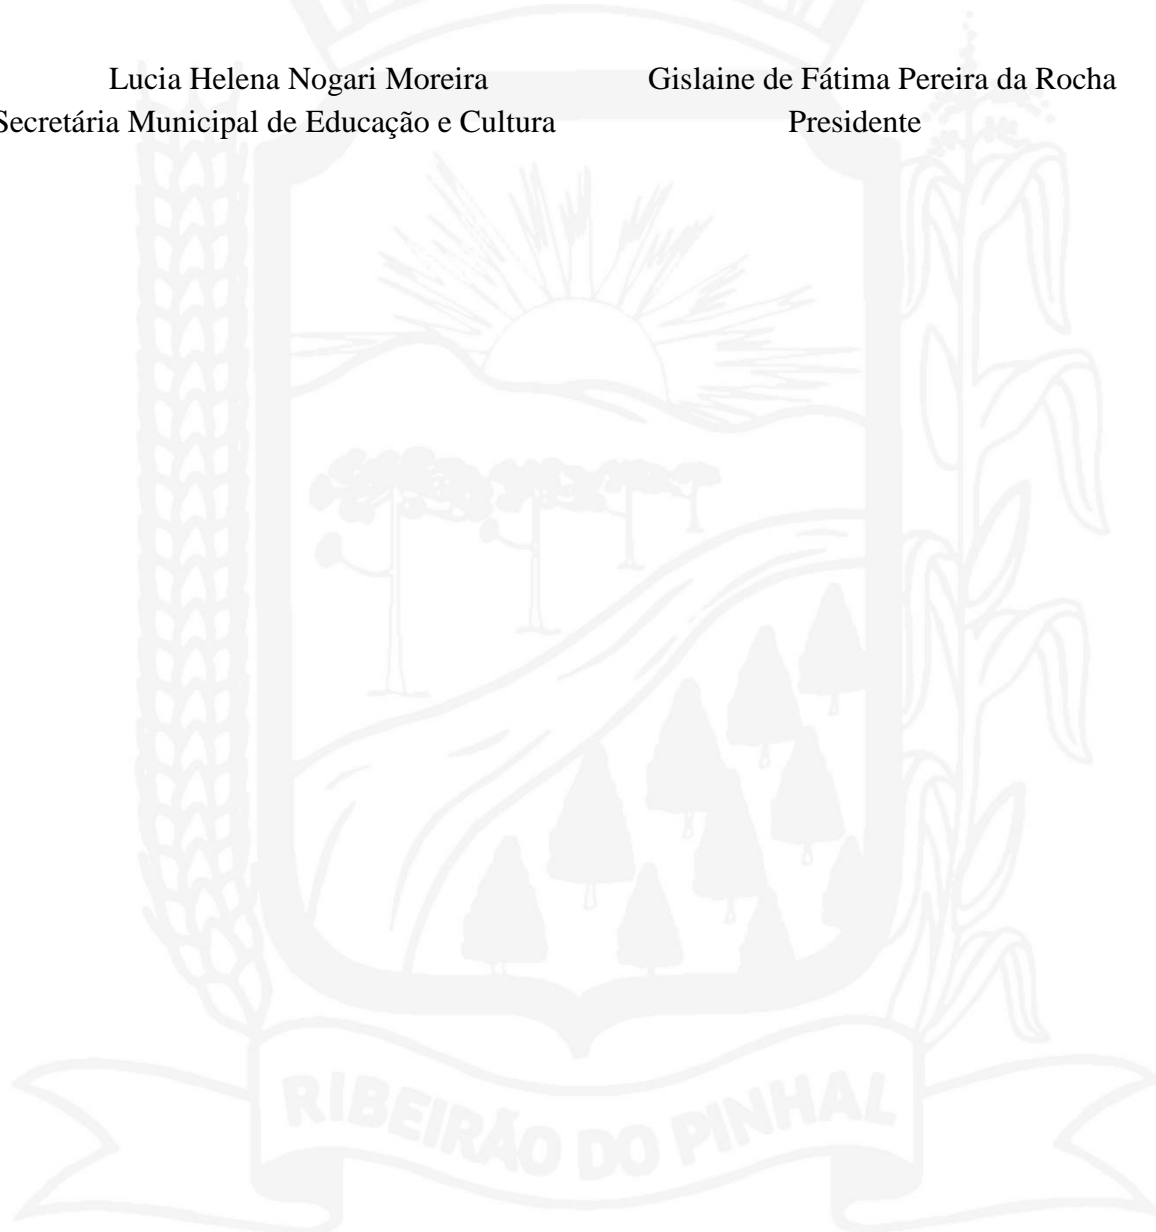 Lucia Helena Nogari Moreira Gislaine de Fátima Pereira da Rocha
Secretária Municipal de Educação e Cultura Presidente
RIBEIRÃO DO PINHAL